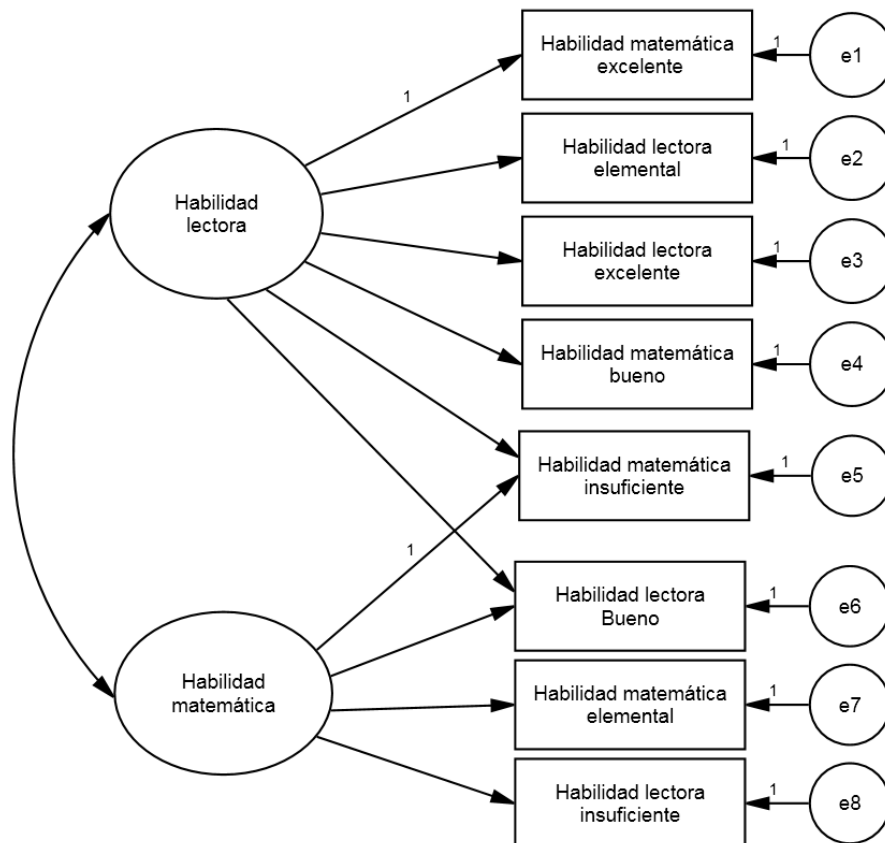 Habilidad matemática
excelente
1
e1
1
Habilidad lectora
elemental
1
e2
Habilidad
lectora
Habilidad lectora
excelente
1
e3
Habilidad matemática
bueno
1
e4
Habilidad matemática
insuficiente
1
e5
1
Habilidad lectora
Bueno
1
e6
Habilidad
matemática
Habilidad matemática
elemental
1
e7
Habilidad lectora
insuficiente
1
e8